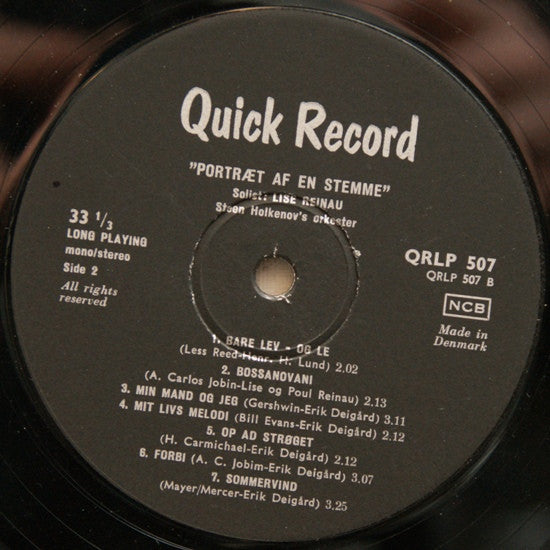 Quick Record
"PORTRÆT AF EN STEMME"
Solist: LISE REINAU
Steen Holkenov's orkester
33 1/3
LONG PLAYING
mono/stereo
Side 2
All rights
reserved
QRLP 507
QRLP 507 B
NCB
Made in
Denmark
1. BARE LEV - OG LE
(Less Reed-Henr. H. Lund) 2.02
2. BOSSANOVANI
(A. Carlos Jobin-Lise og Poul Reinau) 2.13
3. MIN MAND OG JEG (Gershwin-Erik Deigård) 3.11
4. MIT LIVS MELODI (Bill Evans-Erik Deigård) 2.12
5. OP AD STRØGET
(H. Carmichael-Erik Deigård) 2.12
6. FORBI (A. C. Jobim-Erik Deigård) 3.07
7. SOMMERVIND
(Mayer/Mercer-Erik Deigård) 3.25